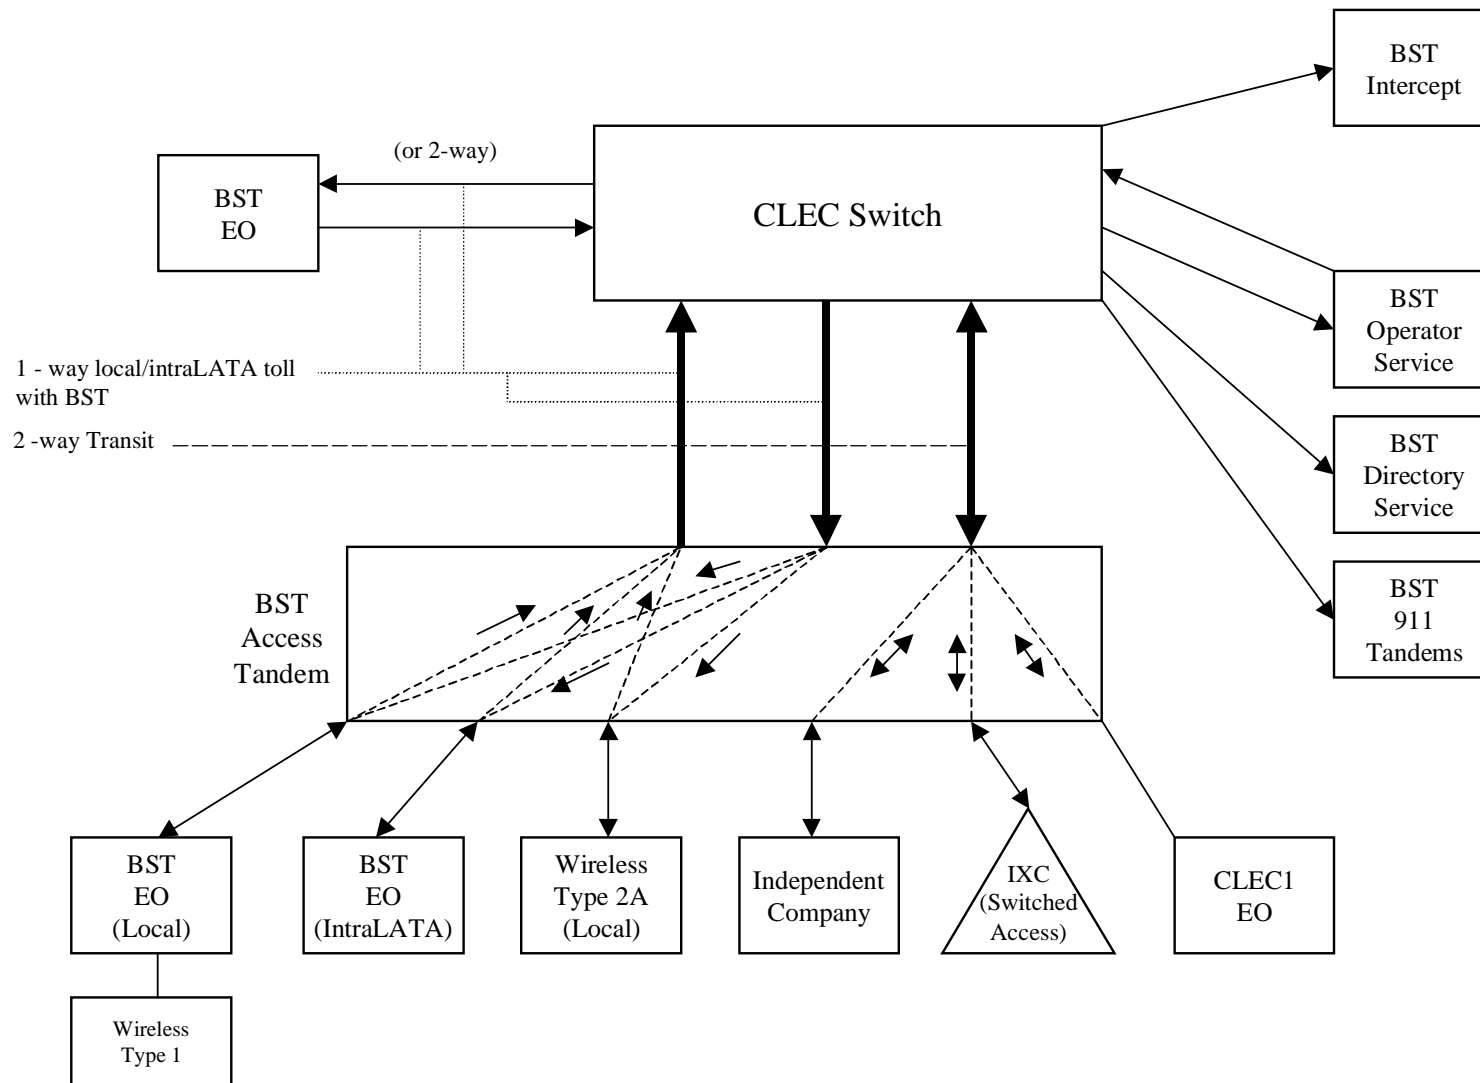 BST
Intercept
(or 2-way)
BST
EO
CLEC Switch
BST
Operator
Service
1 - way local/intraLATA toll
with BST
2 -way Transit
BST
Directory
Service
BST
Access
Tandem
BST
911
Tandems
BST
EO
(Local)
BST
EO
(IntraLATA)
Wireless
Type 2A
(Local)
Independent
Company
IXC
(Switched
Access)
CLEC1
EO
Wireless
Type 1